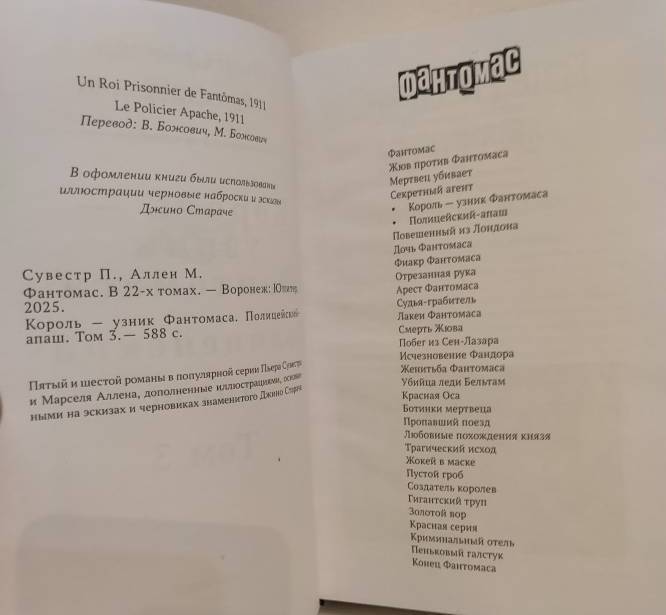 Un Roi Prisonnier de Fantômas, 1911
Le Policier Apache, 1911
Перевод: В. Божович, М. Божович
В офомлении книги были использованы
иллюстрации черновые наброски и эскизы
Джино Стараче
Сувестр П., Аллен М.
Фантомас. В 22-х томах. — Воронеж:
2025.
Король — узник Фантомаса. Полицейский-
апаш. Том 3.— 588 с.
Пятый и шестой романы в популярной серии Пьера Сувестра
и Марселя Аллена, дополненные иллюстрациями, основан-
ными на эскизах и черновиках знаменитого Джино Стараче
ФАНТОМАС
Фантомас
Жюв против Фантомаса
Мертвец убивает
Секретный агент
• Король — узник Фантомаса
• Полицейский-апаш
Повешенный из Лондона
Дочь Фантомаса
Фиакр Фантомаса
Отрезанная рука
Арест Фантомаса
Судья-грабитель
Лакеи Фантомаса
Смерть Жюва
Побег из Сен-Лазара
Исчезновение Фандора
Женитьба Фантомаса
Убийца леди Бельтам
Красная Оса
Ботинки мертвеца
Пропавший поезд
Любовные похождения князя
Трагический исход
Жокей в маске
Пустой гроб
Создатель королев
Гигантский труп
Золотой вор
Красная серия
Криминальный отель
Пеньковый галстук
Конец Фантомаса